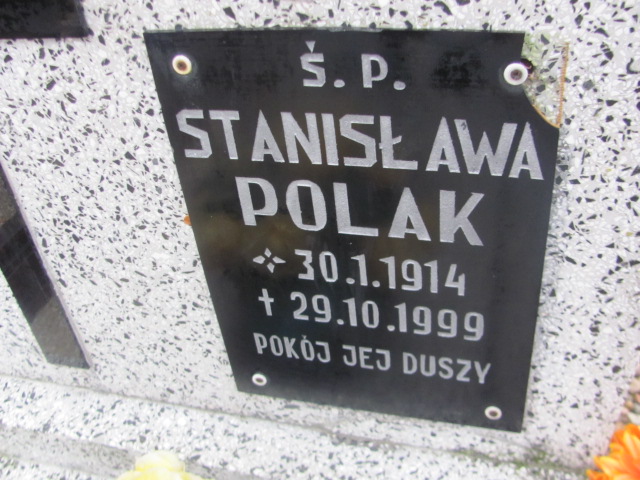 Ś. P.
STANISŁAWA
POLAK
30.1.1914
† 29.10.1999
POKÓJ JEJ DUSZY